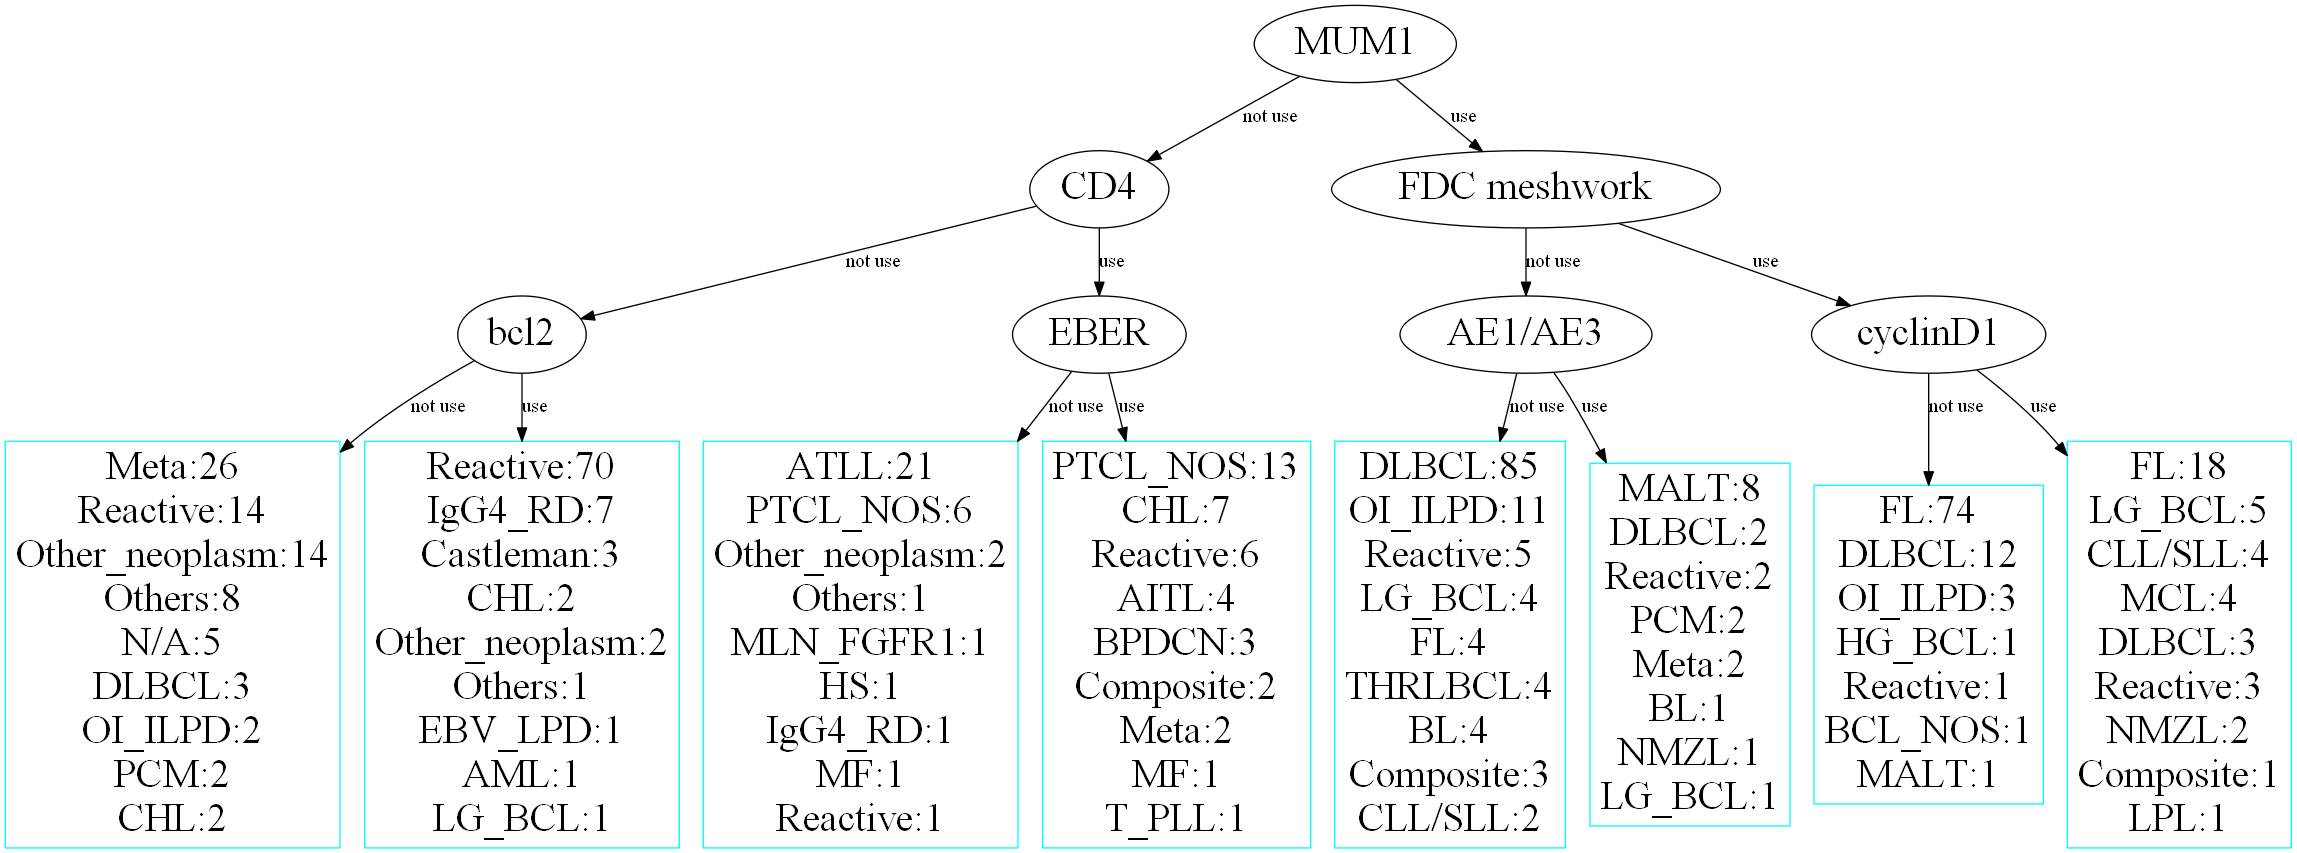 MUM1
not use
use
CD4
FDC meshwork
not use
use
not use
use
bcl2
EBER
AE1/AE3
cyclinD1
not use
use
not use
use
not use
use
not use
use
Meta:26
Reactive:14
Other_neoplasm:14
Others:8
N/A:5
DLBCL:3
OI_ILPD:2
PCM:2
CHL:2
Reactive:70
IgG4_RD:7
Castleman:3
CHL:2
Other_neoplasm:2
Others:1
EBV_LPD:1
AML:1
LG_BCL:1
ATLL:21
PTCL_NOS:6
Other_neoplasm:2
Others:1
MLN_FGFR1:1
HS:1
IgG4_RD:1
MF:1
Reactive:1
PTCL_NOS:13
CHL:7
Reactive:6
AITL:4
BPDCN:3
Composite:2
Meta:2
MF:1
T_PLL:1
DLBCL:85
OI_ILPD:11
Reactive:5
LG_BCL:4
FL:4
THRLBCL:4
BL:4
Composite:3
CLL/SLL:2
MALT:8
DLBCL:2
Reactive:2
PCM:2
Meta:2
BL:1
NMZL:1
LG_BCL:1
FL:74
DLBCL:12
OI_ILPD:3
HG_BCL:1
Reactive:1
BCL_NOS:1
MALT:1
FL:18
LG_BCL:5
CLL/SLL:4
MCL:4
DLBCL:3
Reactive:3
NMZL:2
Composite:1
LPL:1